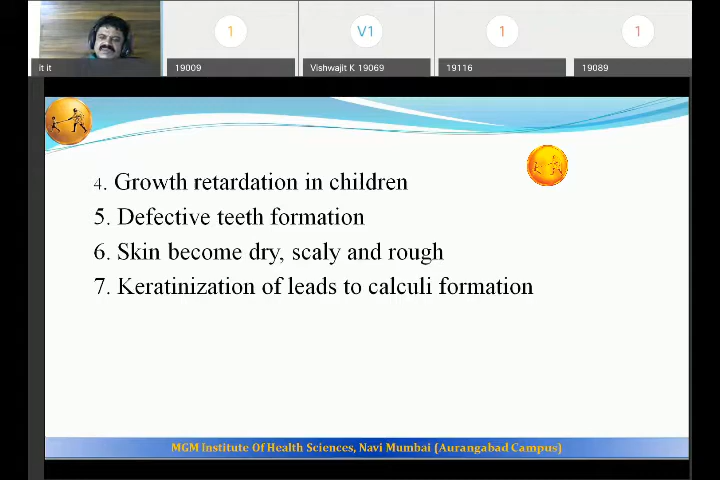 1
V1
1
1
it it
19009
Vishwajit K 19069
19116
19089
4. Growth retardation in children
5. Defective teeth formation
6. Skin become dry, scaly and rough
7. Keratinization of leads to calculi formation
MGM Institute Of Health Sciences, Navi Mumbai (Aurangabad Campus)